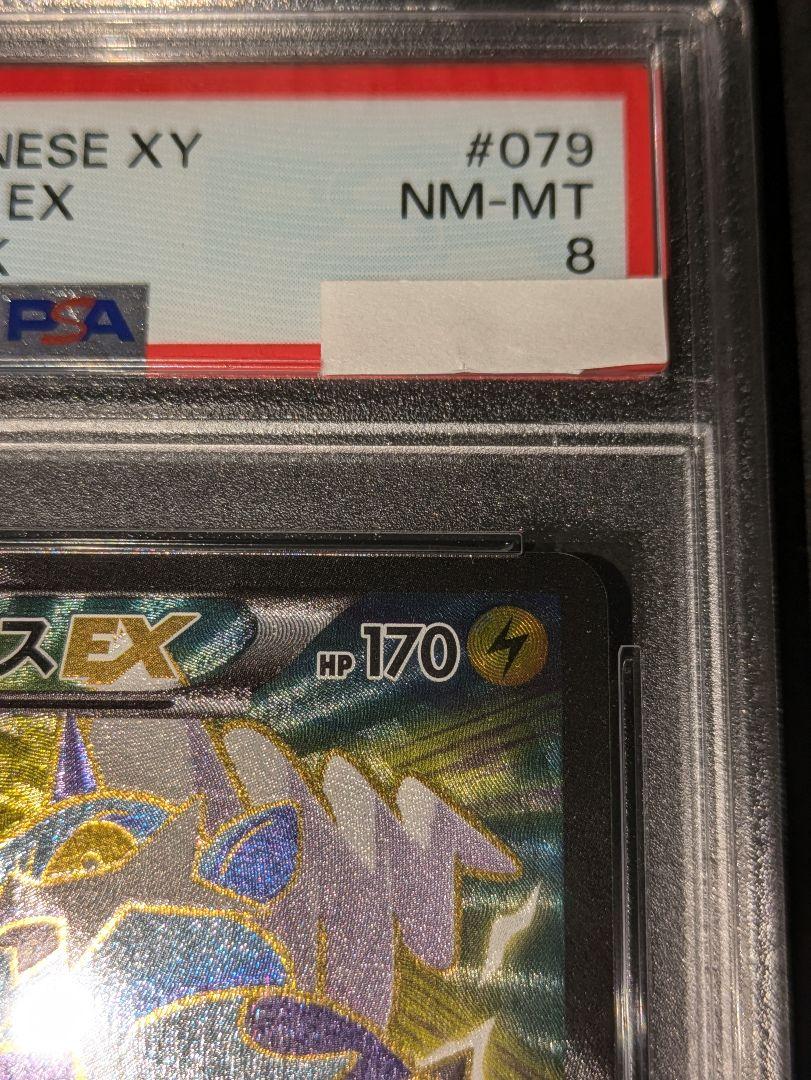 NESE XY #079
EX NM-MT
K 8
PSA
スEX HP 170